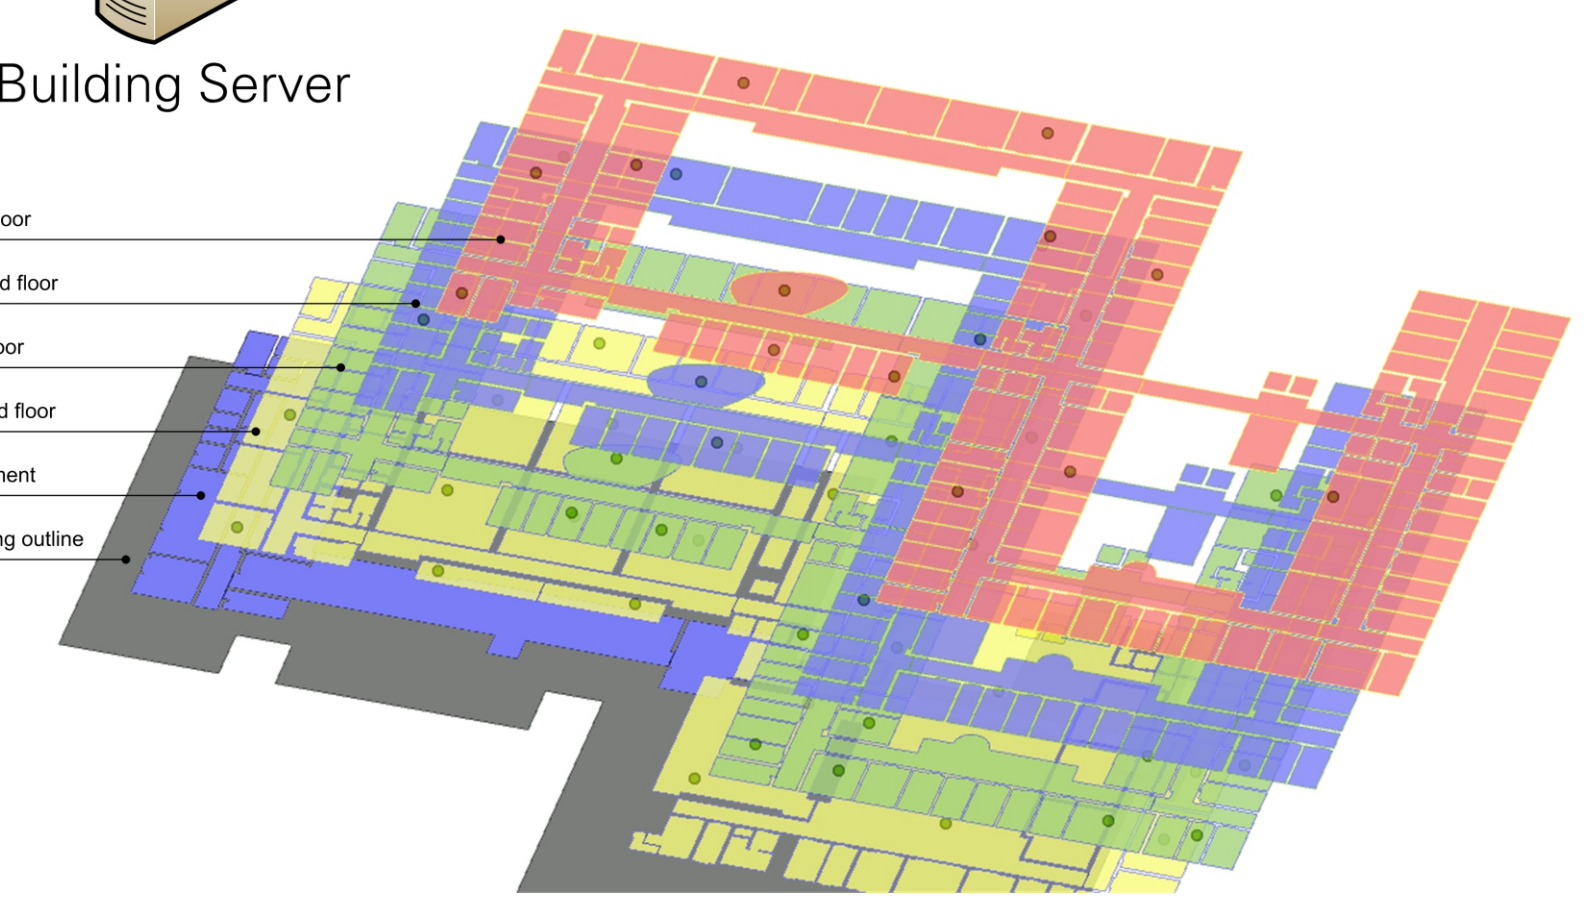 Building Server
oor
d floor
oor
d floor
nent
ng outline